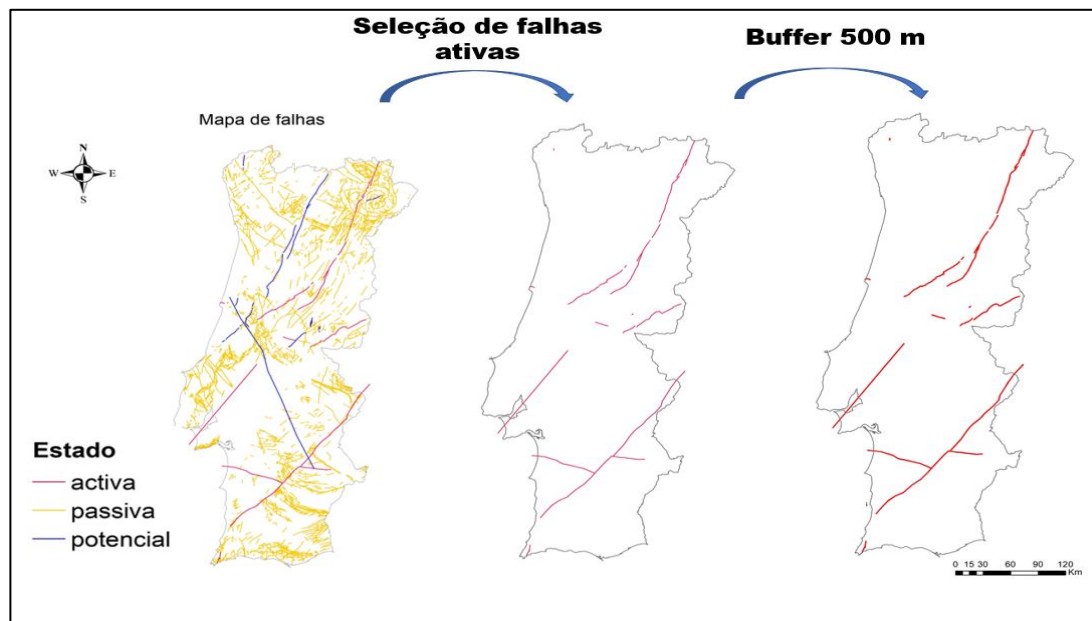 Seleção de falhas
ativas
Buffer 500 m
Mapa de falhas
N
W E
S
Estado
activa
passiva
potencial
0 15 30 60 90 120
Km